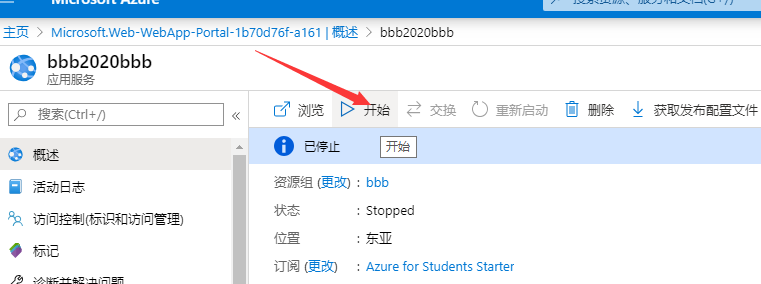 Microsoft Azure
搜索资源、服务和文档(G+/)
主页 > Microsoft.Web-WebApp-Portal-1b70d76f-a161 | 概述 > bbb2020bbb
bbb2020bbb
应用服务
搜索(Ctrl+/) «
浏览 开始 交换 重新启动 删除 获取发布配置文件
已停止 开始
概述
活动日志
访问控制(标识和访问管理)
标记
诊断并解决问题
资源组 (更改) : bbb
状态 : Stopped
位置 : 东亚
订阅 (更改) : Azure for Students Starter